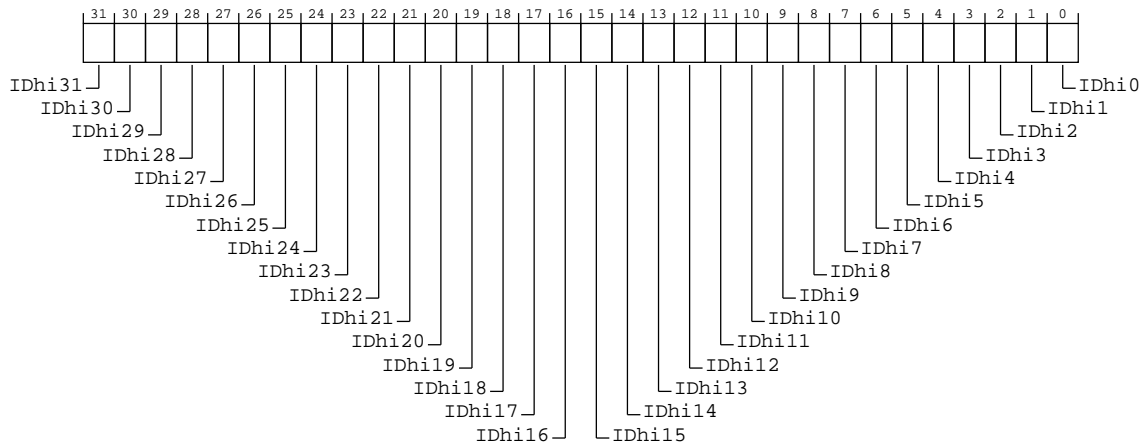 31 30 29 28 27 26 25 24 23 22 21 20 19 18 17 16 15 14 13 12 11 10 9 8 7 6 5 4 3 2 1 0
IDhi31 IDhi0
IDhi30 IDhi1
IDhi29 IDhi2
IDhi28 IDhi3
IDhi27 IDhi4
IDhi26 IDhi5
IDhi25 IDhi6
IDhi24 IDhi7
IDhi23 IDhi8
IDhi22 IDhi9
IDhi21 IDhi10
IDhi20 IDhi11
IDhi19 IDhi12
IDhi18 IDhi13
IDhi17 IDhi14
IDhi16 IDhi15